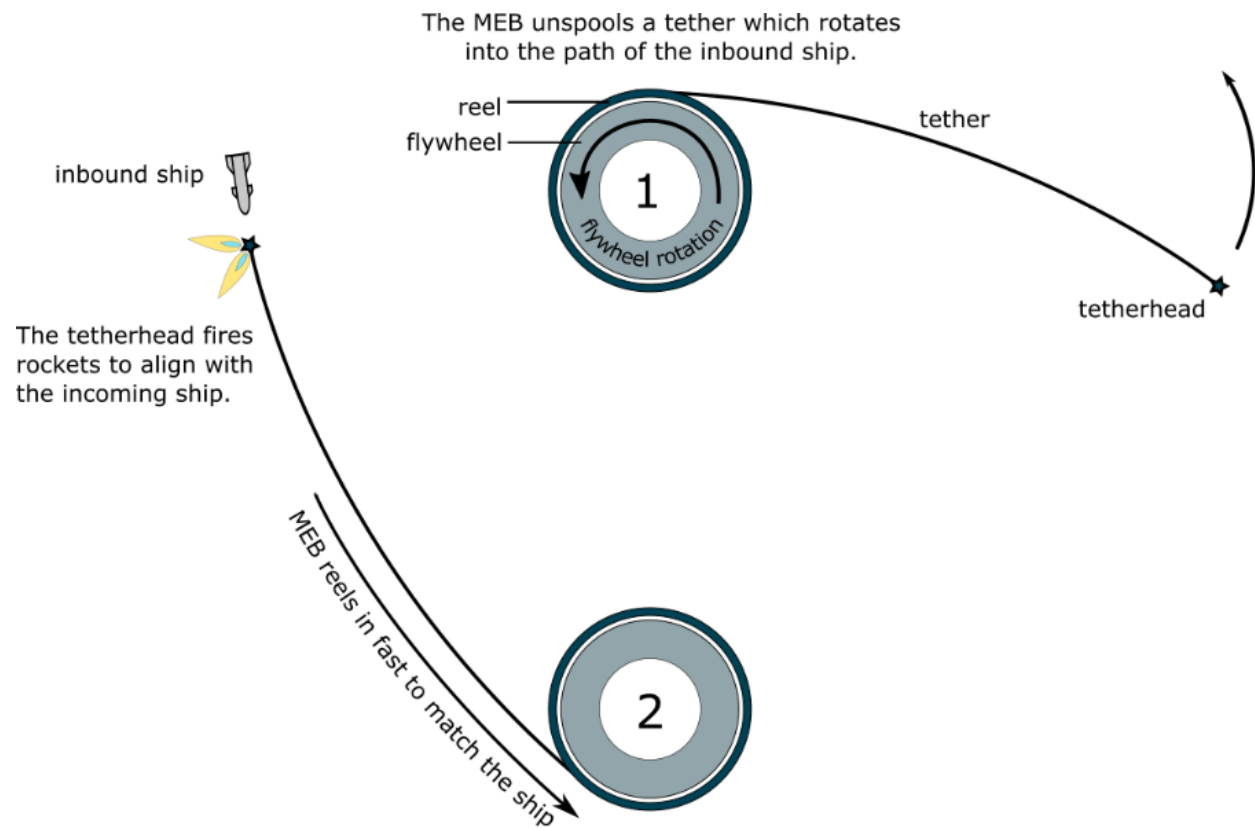 The MEB unspools a tether which rotates
into the path of the inbound ship.
reel
flywheel
tether
inbound ship
1
flywheel rotation
tetherhead
The tetherhead fires
rockets to align with
the incoming ship.
MEB reels in fast to match the ship
2